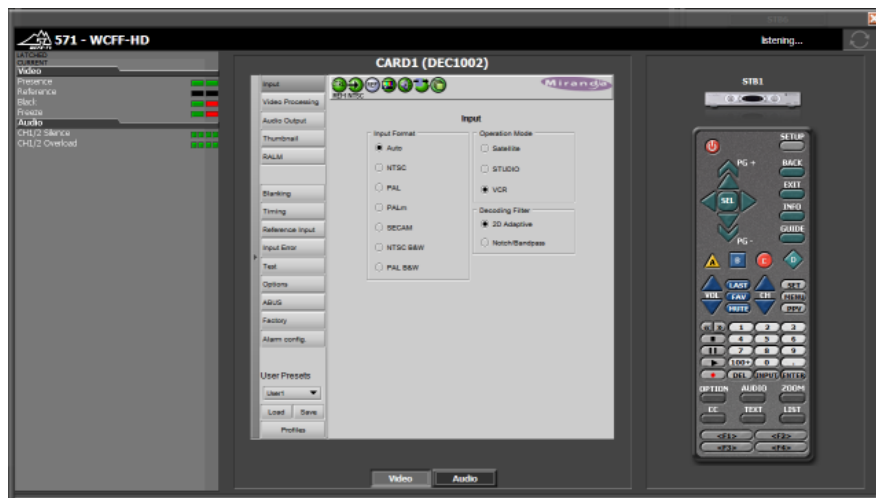 STB6
571 - WCFF-HD
listening...
LATCHED
CURRENT
Video
Presence
Reference
Black
Freeze
Audio
CH1/2 Silence
CH1/2 Overload
CARD1 (DEC1002)
Input
Video Processing
Audio Output
Thumbnail
RALM
Blanking
Timing
Reference Input
Input Error
Test
Options
ABUS
Factory
Alarm config.
User Presets
User1
Load Save
Profiles
REM NTSC
Miranda
Input
Input Format
Auto
NTSC
PAL
PALm
SECAM
NTSC B&W
PAL B&W
Operation Mode
Satellite
STUDIO
VCR
Decoding Filter
2D Adaptive
Notch/Bandpass
Video Audio
STB1
SETUP
PG +
BACK
EXIT
SEL
INFO
GUIDE
PG -
A B C D
VOL LAST CH SET
FAV MENU
MUTE PPV
1 2 3
4 5 6
7 8 9
100+ 0 .
DEL INPUT ENTER
OPTION AUDIO ZOOM
CC TEXT LIST
<F1> <F2>
<F3> <F4>